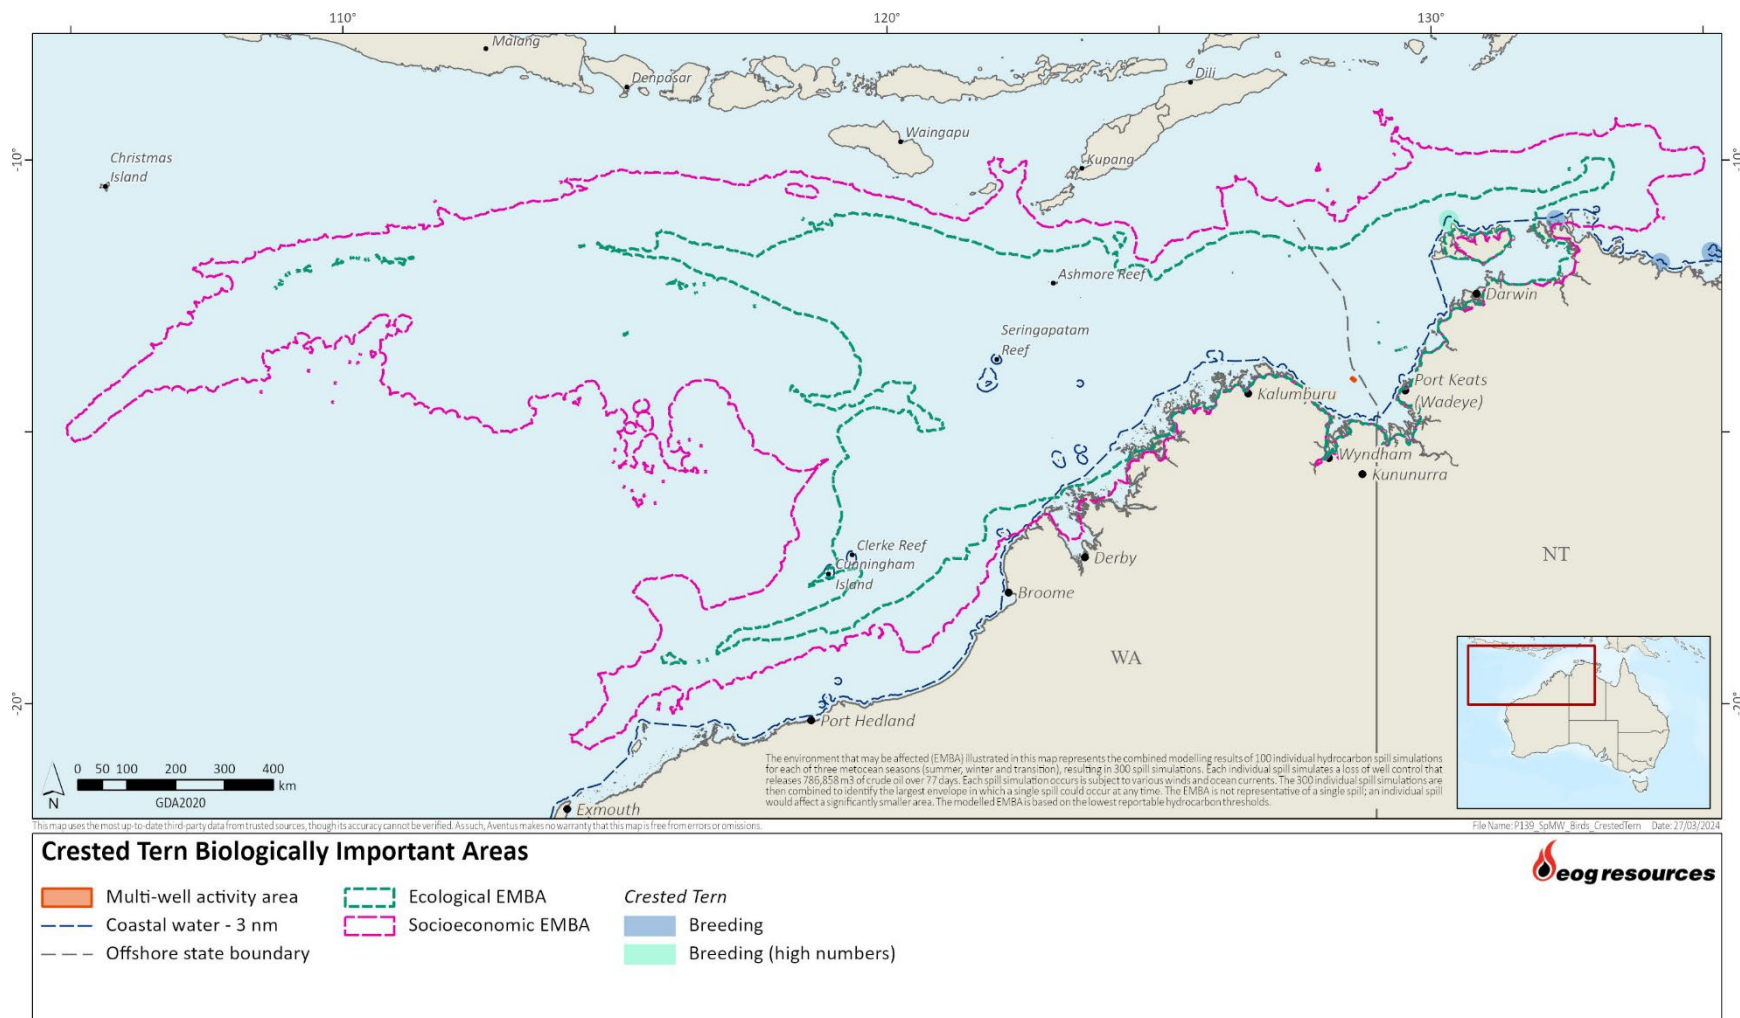 110°
120°
130°
Malang
Denpasar
Dili
Waingapu
-10°
-10°
Christmas
Island
Kupang
Ashmore Reef
Darwin
Seringapatam
Reef
Port Keats
(Wadeye)
Kalumburu
Wyndham
Kununurra
Clerke Reef
Cunningham
Island
Derby
NT
Broome
WA
-20°
-20°
Port Hedland
The environment that may be affected (EMBA) illustrated in this map represents the combined modelling results of 100 individual hydrocarbon spill simulations
for each of three metocean seasons (summer, winter and transition), resulting in 300 spill simulations. Each individual spill simulates a loss of well control that
releases 786,858 m3 of crude oil over 77 days. Each spill simulation occurs is subject to various winds and ocean currents. The 300 individual spill simulations are
then combined to identify the largest envelope in which a single spill could occur at any time. The EMBA is not representative of a single spill; an individual spill
would affect a significantly smaller area. The modelled EMBA is based on the lowest reportable hydrocarbon thresholds.
0 50 100 200 300 400
km
N
GDA2020
Exmouth
This map uses the most up-to-date third-party data from trusted sources, though its accuracy cannot be verified. As such, Aventus makes no warranty that this map is free from errors or omissions.
File Name: P139_SpMW_Birds_CrestedTern Date: 27/03/2024
Crested Tern Biologically Important Areas
eog resources
Multi-well activity area
Coastal water - 3 nm
Offshore state boundary
Ecological EMBA
Socioeconomic EMBA
Crested Tern
Breeding
Breeding (high numbers)